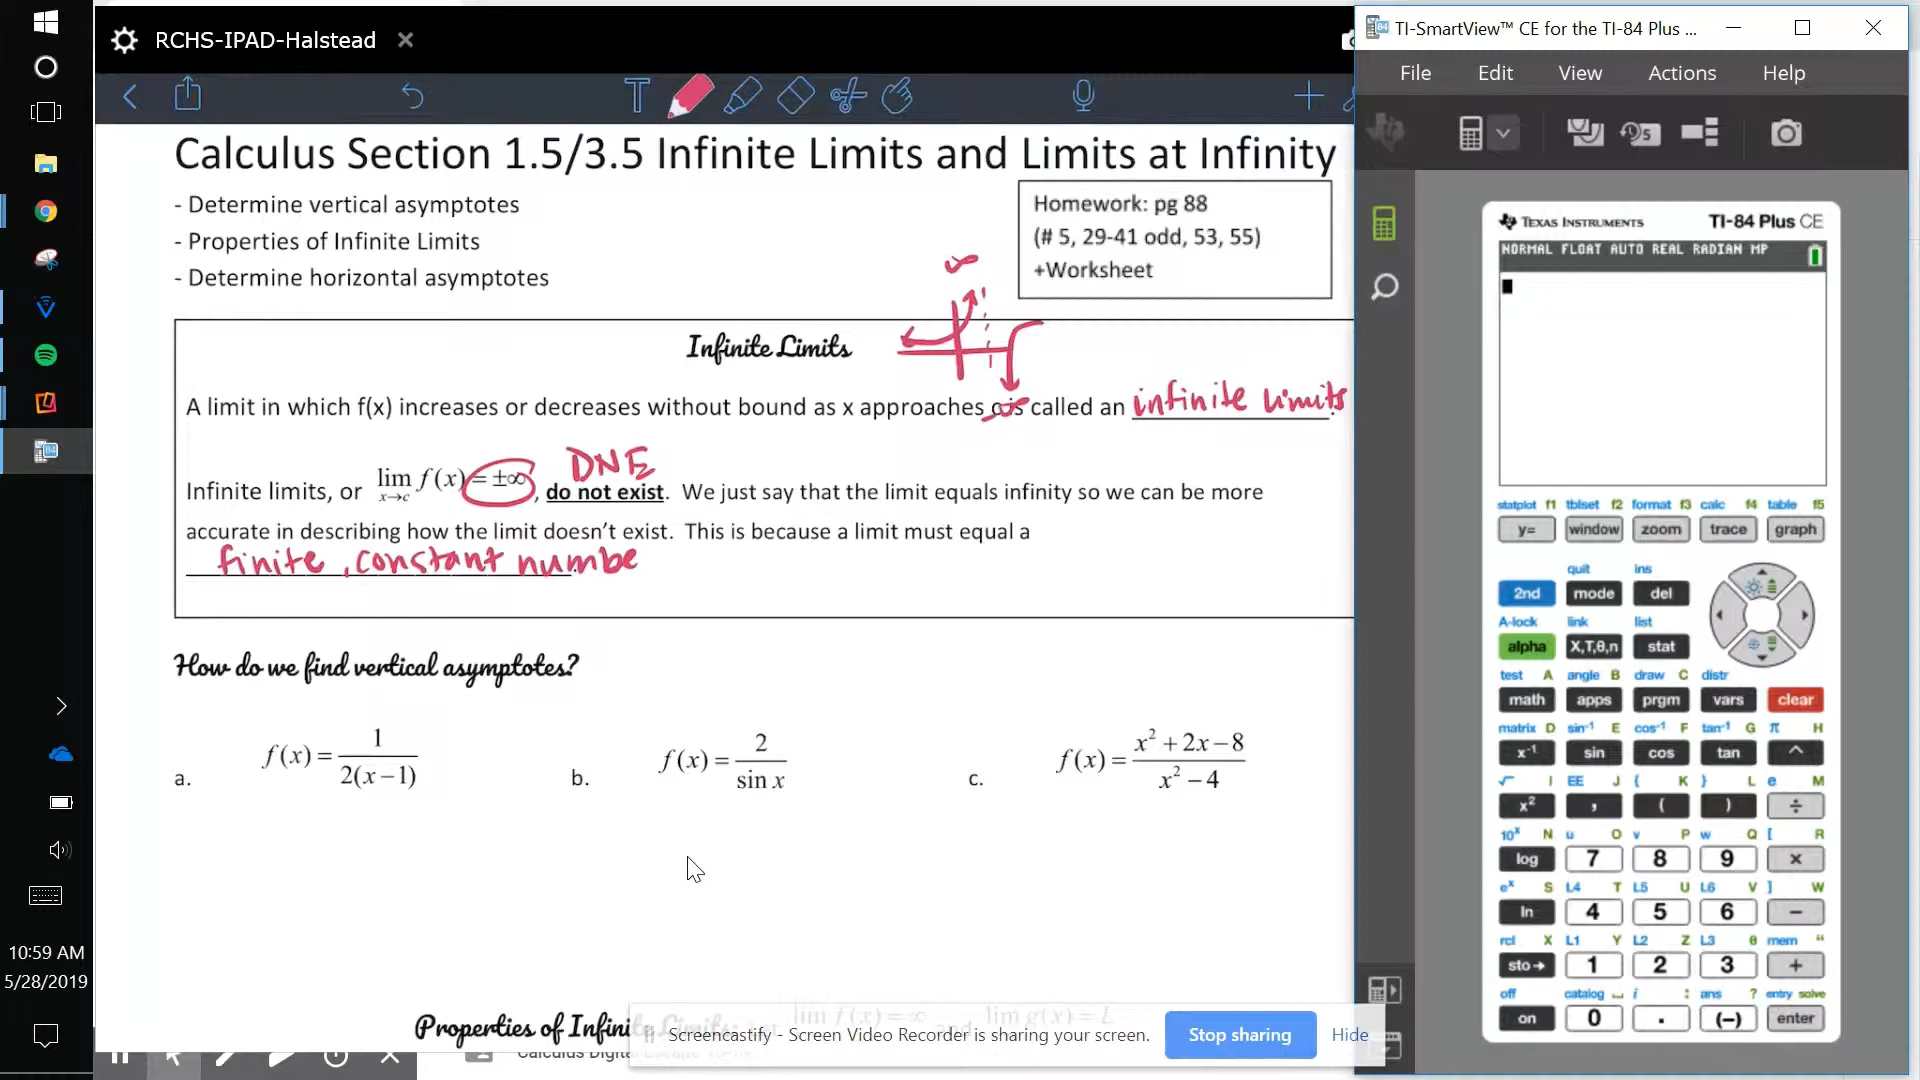 RCHS-IPAD-Halstead
Calculus Section 1.5/3.5 Infinite Limits and Limits at Infinity
- Determine vertical asymptotes
- Properties of Infinite Limits
- Determine horizontal asymptotes
Homework: pg 88
(# 5, 29-41 odd, 53, 55)
+Worksheet
∞
Infinite Limits
A limit in which f(x) increases or decreases without bound as x approaches c is called an infinite limits.
-∞
DNE
Infinite limits, or lim x→c f(x) = ±∞, do not exist. We just say that the limit equals infinity so we can be more
accurate in describing how the limit doesn't exist. This is because a limit must equal a
finite, constant numbe
How do we find vertical asymptotes?
a. f(x) = 1 / 2(x−1)
b. f(x) = 2 / sin x
c. f(x) = x² + 2x − 8 / x² − 4
Properties of Infinite Limits:
lim f(x) = ∞ and lim g(x) = L
Screencastify - Screen Video Recorder is sharing your screen.
Stop sharing
Hide
Calculus Digital
10:59 AM
5/28/2019
TI-SmartView™ CE for the TI-84 Plus ...
File Edit View Actions Help
TEXAS INSTRUMENTS TI-84 Plus CE
NORMAL FLOAT AUTO REAL RADIAN MP
statplot f1 tblset f2 format f3 calc f4 table f5
y= window zoom trace graph
quit ins
2nd mode del
A-lock link list
alpha X,T,θ,n stat
test A angle B draw C distr
math apps prgm vars clear
matrix D sin⁻¹ E cos⁻¹ F tan⁻¹ G π H
x⁻¹ sin cos tan ^
√ I EE J { K } L e M
x² , ( ) ÷
10ˣ N u O v P w Q [ R
log 7 8 9 ×
eˣ S L4 T L5 U L6 V ] W
ln 4 5 6 −
rcl X L1 Y L2 Z L3 θ mem "
sto→ 1 2 3 +
off catalog ⎵ i : ans ? entry solve
on 0 . (−) enter